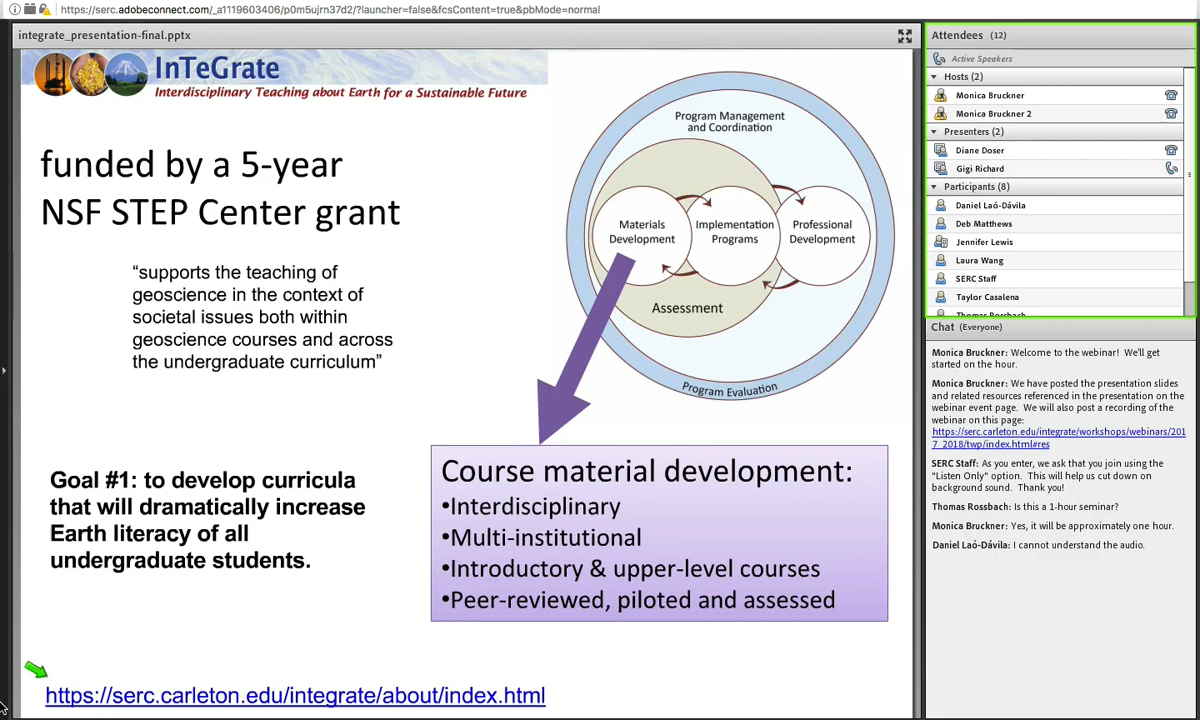 https://serc.adobeconnect.com/_a1119603406/p0m5ujrn37d2/?launcher=false&fcsContent=true&pbMode=normal
integrate_presentation-final.pptx
InTeGrate
Interdisciplinary Teaching about Earth for a Sustainable Future
funded by a 5-year
NSF STEP Center grant
“supports the teaching of
geoscience in the context of
societal issues both within
geoscience courses and across
the undergraduate curriculum”
Program Management
and Coordination
Materials
Development
Implementation
Programs
Professional
Development
Assessment
Program Evaluation
Goal #1: to develop curricula
that will dramatically increase
Earth literacy of all
undergraduate students.
Course material development:
•Interdisciplinary
•Multi-institutional
•Introductory & upper-level courses
•Peer-reviewed, piloted and assessed
https://serc.carleton.edu/integrate/about/index.html
Attendees (12)
Active Speakers
Hosts (2)
Monica Bruckner
Monica Bruckner 2
Presenters (2)
Diane Doser
Gigi Richard
Participants (8)
Daniel Laó-Dávila
Deb Matthews
Jennifer Lewis
Laura Wang
SERC Staff
Taylor Casalena
Thomas Rossbach
Chat (Everyone)
Monica Bruckner: Welcome to the webinar! We'll get
started on the hour.
Monica Bruckner: We have posted the presentation slides
and related resources referenced in the presentation on the
webinar event page. We will also post a recording of the
webinar on this page:
https://serc.carleton.edu/integrate/workshops/webinars/201
7_2018/twp/index.html#res
SERC Staff: As you enter, we ask that you join using the
"Listen Only" option. This will help us cut down on
background sound. Thank you!
Thomas Rossbach: Is this a 1-hour seminar?
Monica Bruckner: Yes, it will be approximately one hour.
Daniel Laó-Dávila: I cannot understand the audio.